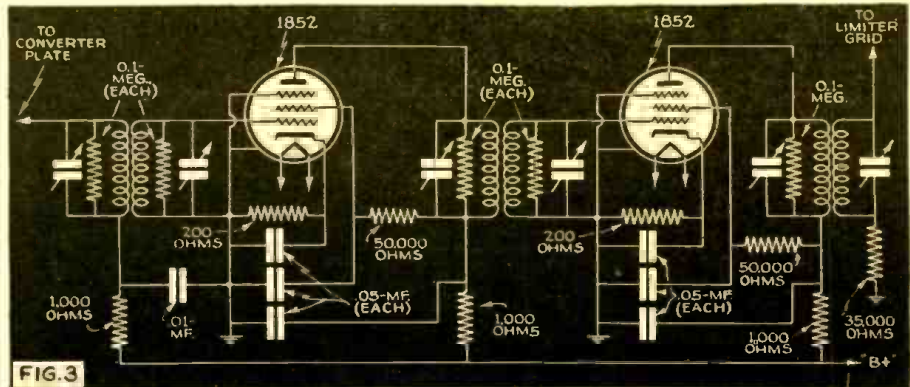 TO
CONVERTER
PLATE
0.1-
MEG.
(EACH)
1852
0.1-
MEG.
(EACH)
1852
TO
LIMITER
GRID
0.1-
MEG.
200
OHMS
50,000
OHMS
200
OHMS
50,000
OHMS
1,000
OHMS
.01-
MF.
.05-MF.
(EACH)
1,000
OHMS
.05-MF.
(EACH)
1,000
OHMS
35,000
OHMS
"B+"
FIG.3